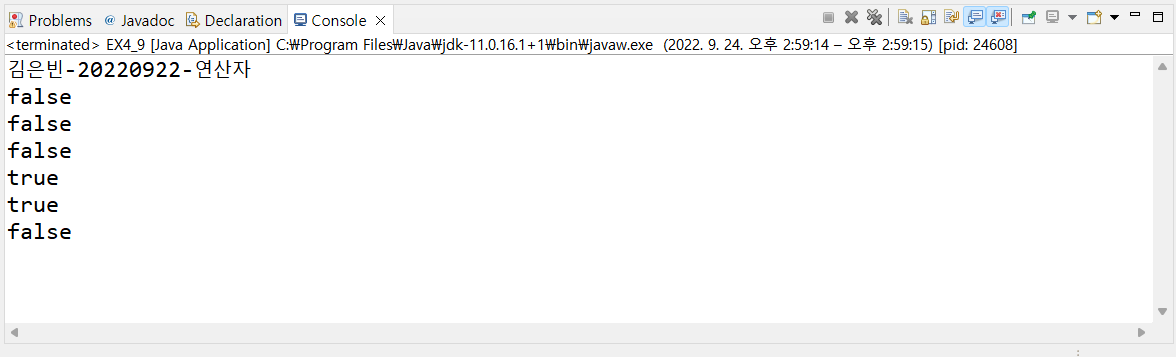 Problems @ Javadoc Declaration Console
<terminated> EX4_9 [Java Application] C:₩Program Files₩Java₩jdk-11.0.16.1+1₩bin₩javaw.exe (2022. 9. 24. 오후 2:59:14 – 오후 2:59:15) [pid: 24608]
김은빈-20220922-연산자
false
false
false
true
true
false